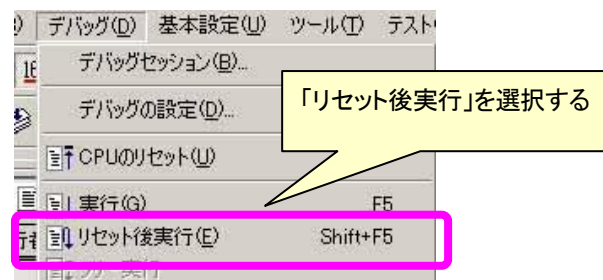 デバッグ(D) 基本設定(U) ツール(T) テスト
デバッグセッション(B)...
デバッグの設定(D)...
「リセット後実行」を選択する
CPUのリセット(U)
実行(G) F5
リセット後実行(E) Shift+F5